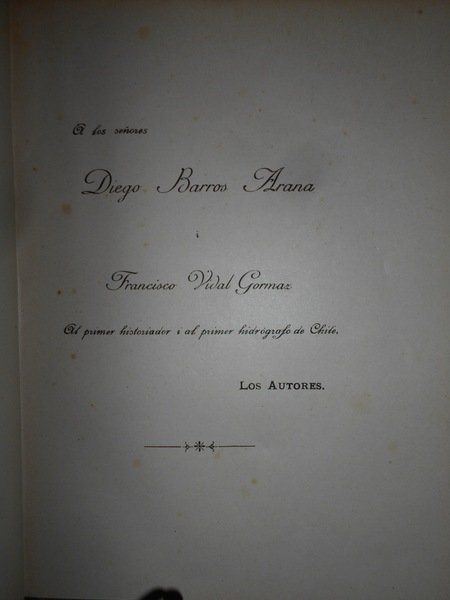 A los señores
Diego Barros Arana
i
Francisco Vidal Gormaz
Al primer historiador i al primer hidrógrafo de Chile.
Los Autores.